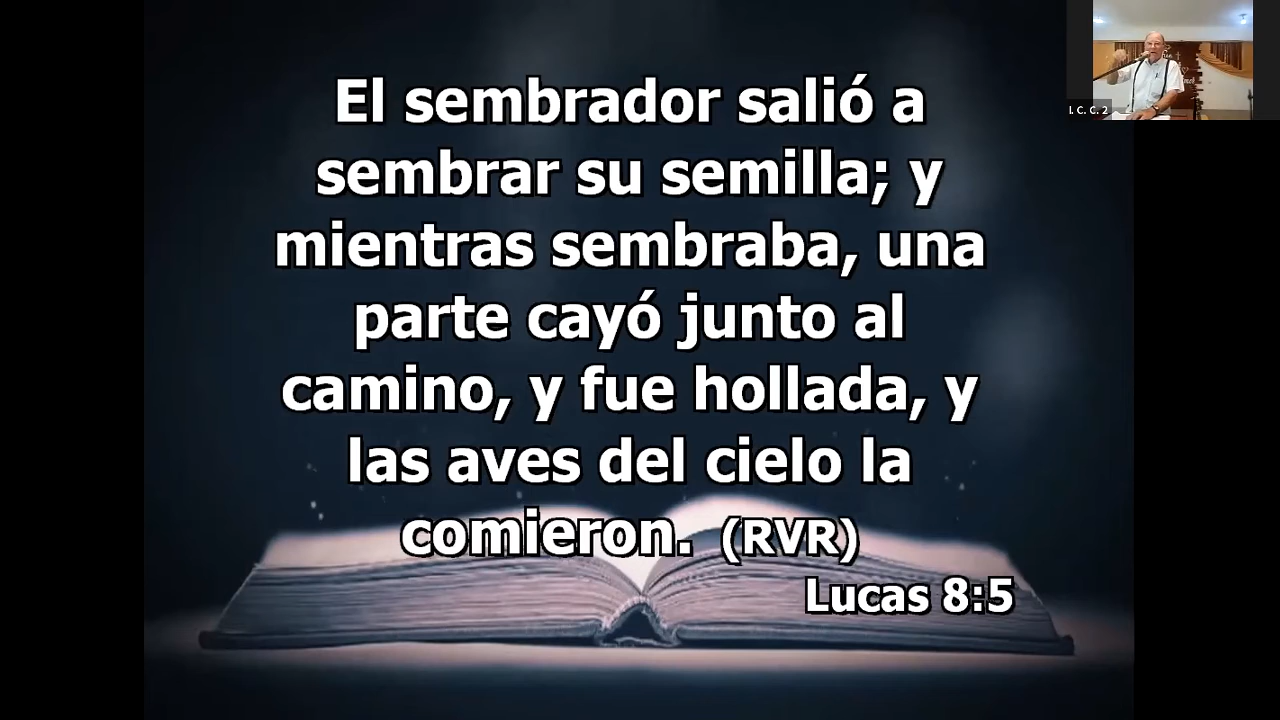 El sembrador salió a
sembrar su semilla; y
mientras sembraba, una
parte cayó junto al
camino, y fue hollada, y
las aves del cielo la
comieron. (RVR)
Lucas 8:5
I. C. C. 2